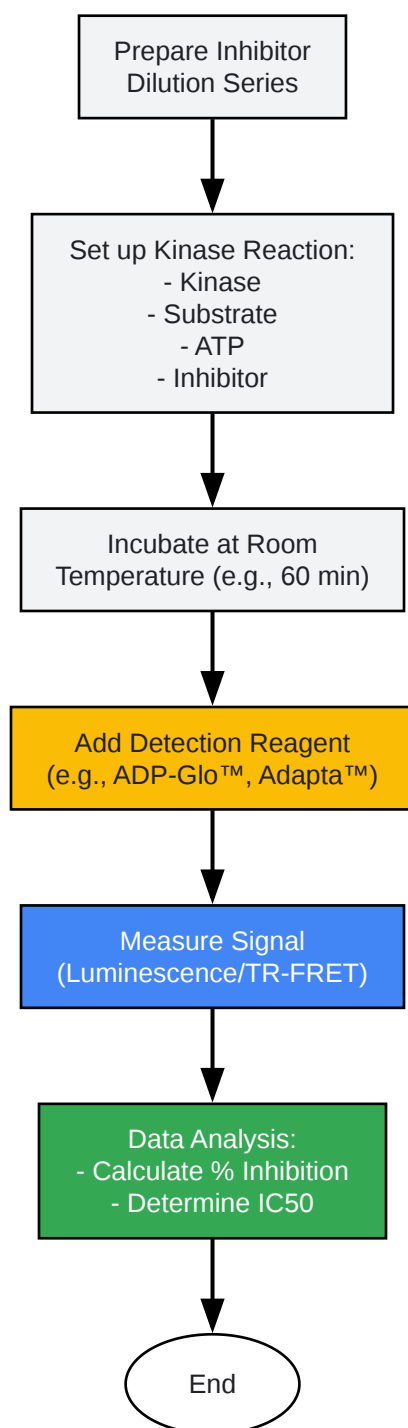 Prepare Inhibitor
Dilution Series
Set up Kinase Reaction:
- Kinase
- Substrate
- ATP
- Inhibitor
Incubate at Room
Temperature (e.g., 60 min)
Add Detection Reagent
(e.g., ADP-Glo™, Adapta™)
Measure Signal
(Luminescence/TR-FRET)
Data Analysis:
- Calculate % Inhibition
- Determine IC50
End